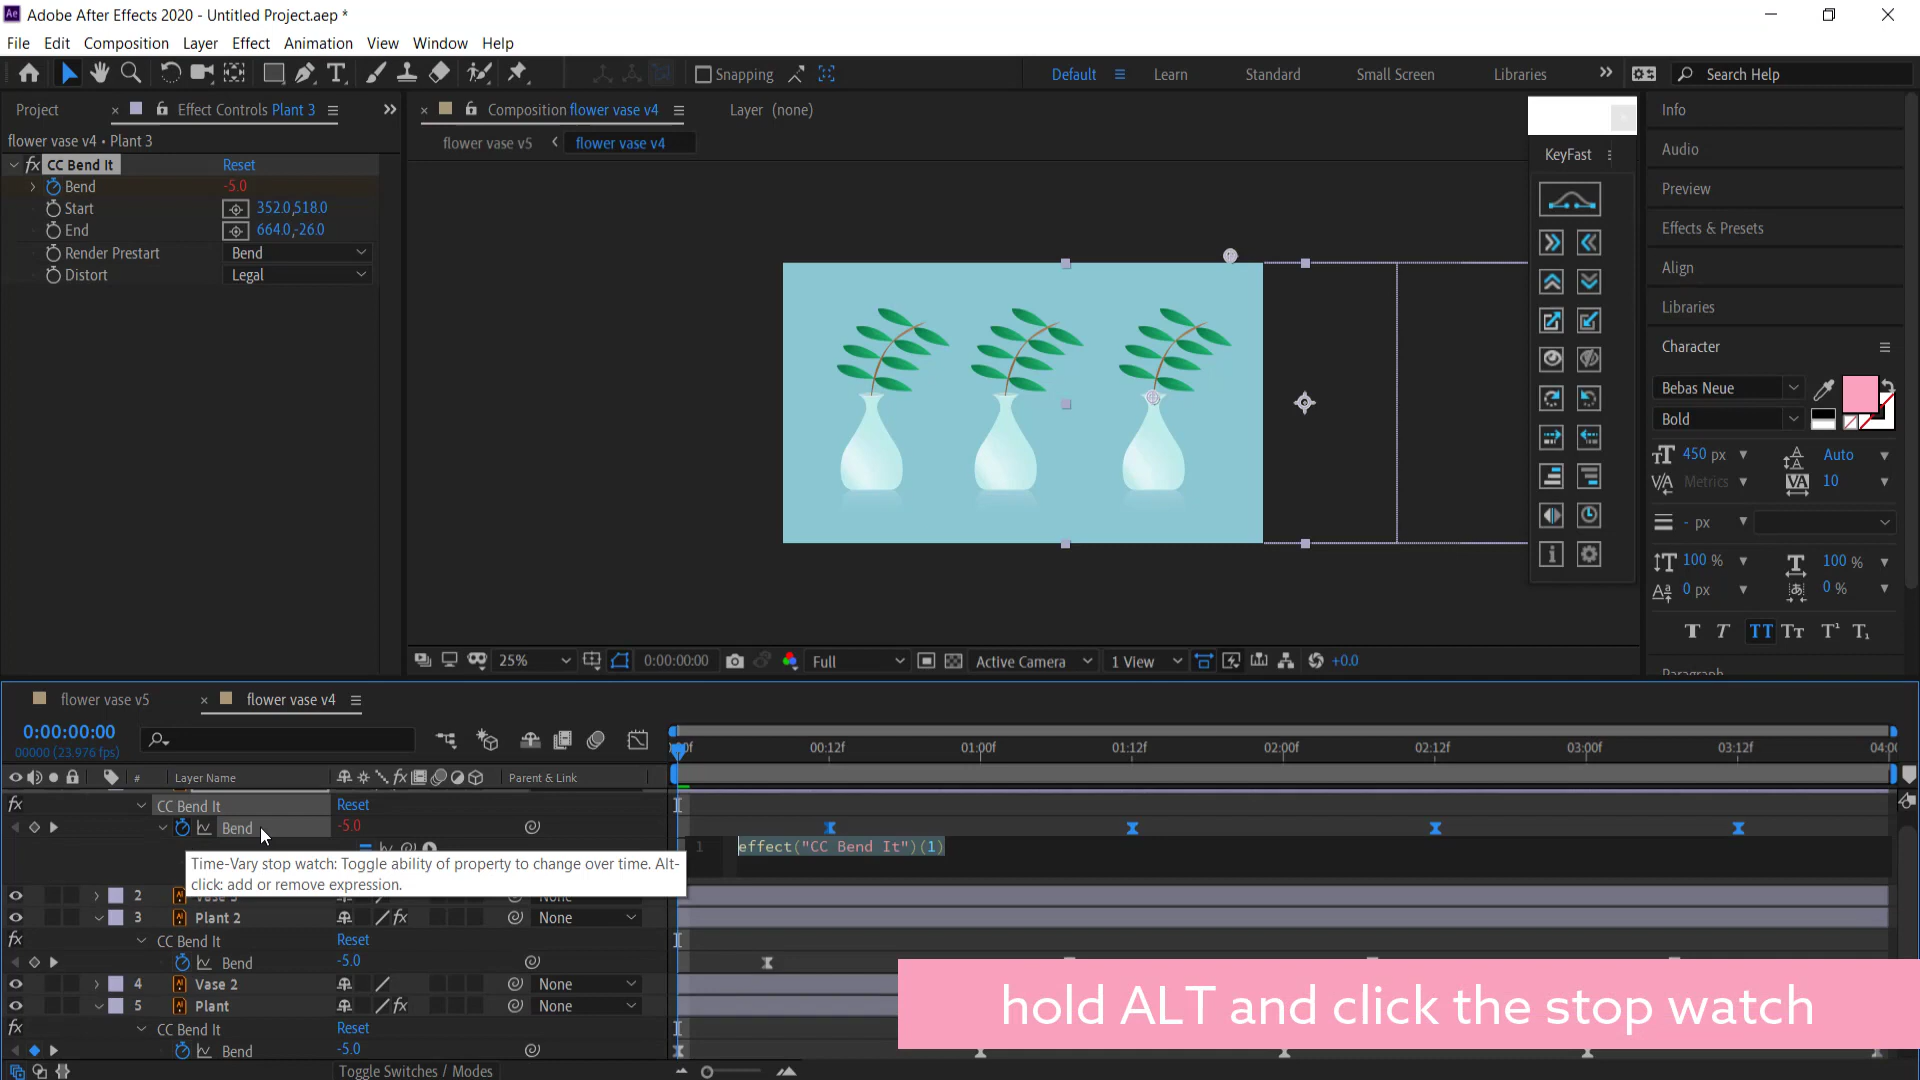 Adobe After Effects 2020 - Untitled Project.aep *
File Edit Composition Layer Effect Animation View Window Help
Snapping
Default Learn Standard Small Screen Libraries Search Help
Project Effect Controls Plant 3
flower vase v4 • Plant 3
fx CC Bend It Reset
Bend -5.0
Start 352.0,518.0
End 664.0,-26.0
Render Prestart Bend
Distort Legal
Composition flower vase v4 Layer (none)
flower vase v5 flower vase v4
KeyFast
Info
Audio
Preview
Effects & Presets
Align
Libraries
Character
Bebas Neue
Bold
450 px Auto
Metrics 10
- px
100 % 100 %
0 px 0 %
25% 0:00:00:00 Full Active Camera 1 View +0.0
flower vase v5 flower vase v4
0:00:00:00
00000 (23.976 fps)
00:12f 01:00f 01:12f 02:00f 02:12f 03:00f 03:12f
# Layer Name Parent & Link
fx CC Bend It Reset
Bend -5.0
1 effect("CC Bend It")(1)
Time-Vary stop watch: Toggle ability of property to change over time. Alt-
click: add or remove expression.
2 None
3 Plant 2 None
fx CC Bend It Reset
Bend -5.0
4 Vase 2 None
5 Plant None
fx CC Bend It Reset
Bend -5.0
Toggle Switches / Modes
hold ALT and click the stop watch